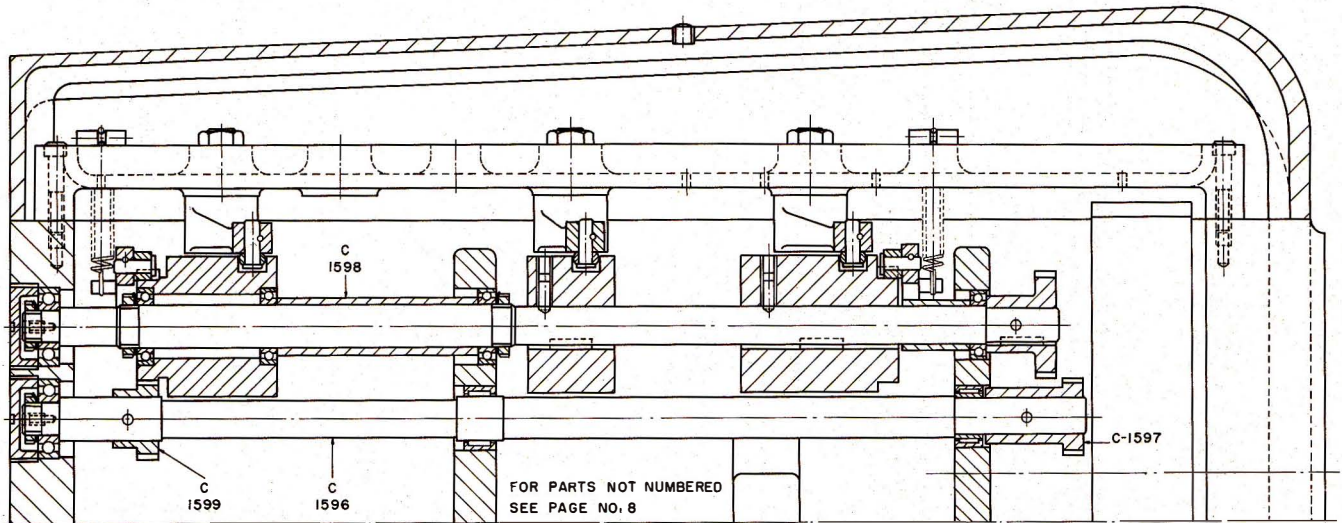 C
1598
C-1597
C
1599
C
1596
FOR PARTS NOT NUMBERED
SEE PAGE NO. 8